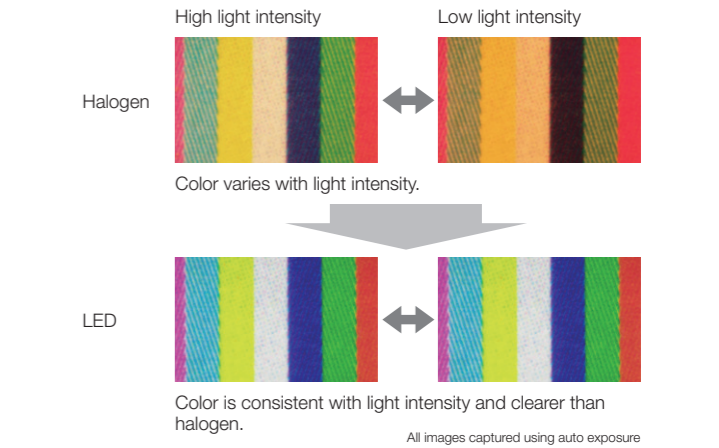 High light intensity
Low light intensity
Halogen
Color varies with light intensity.
LED
Color is consistent with light intensity and clearer than
halogen.
All images captured using auto exposure